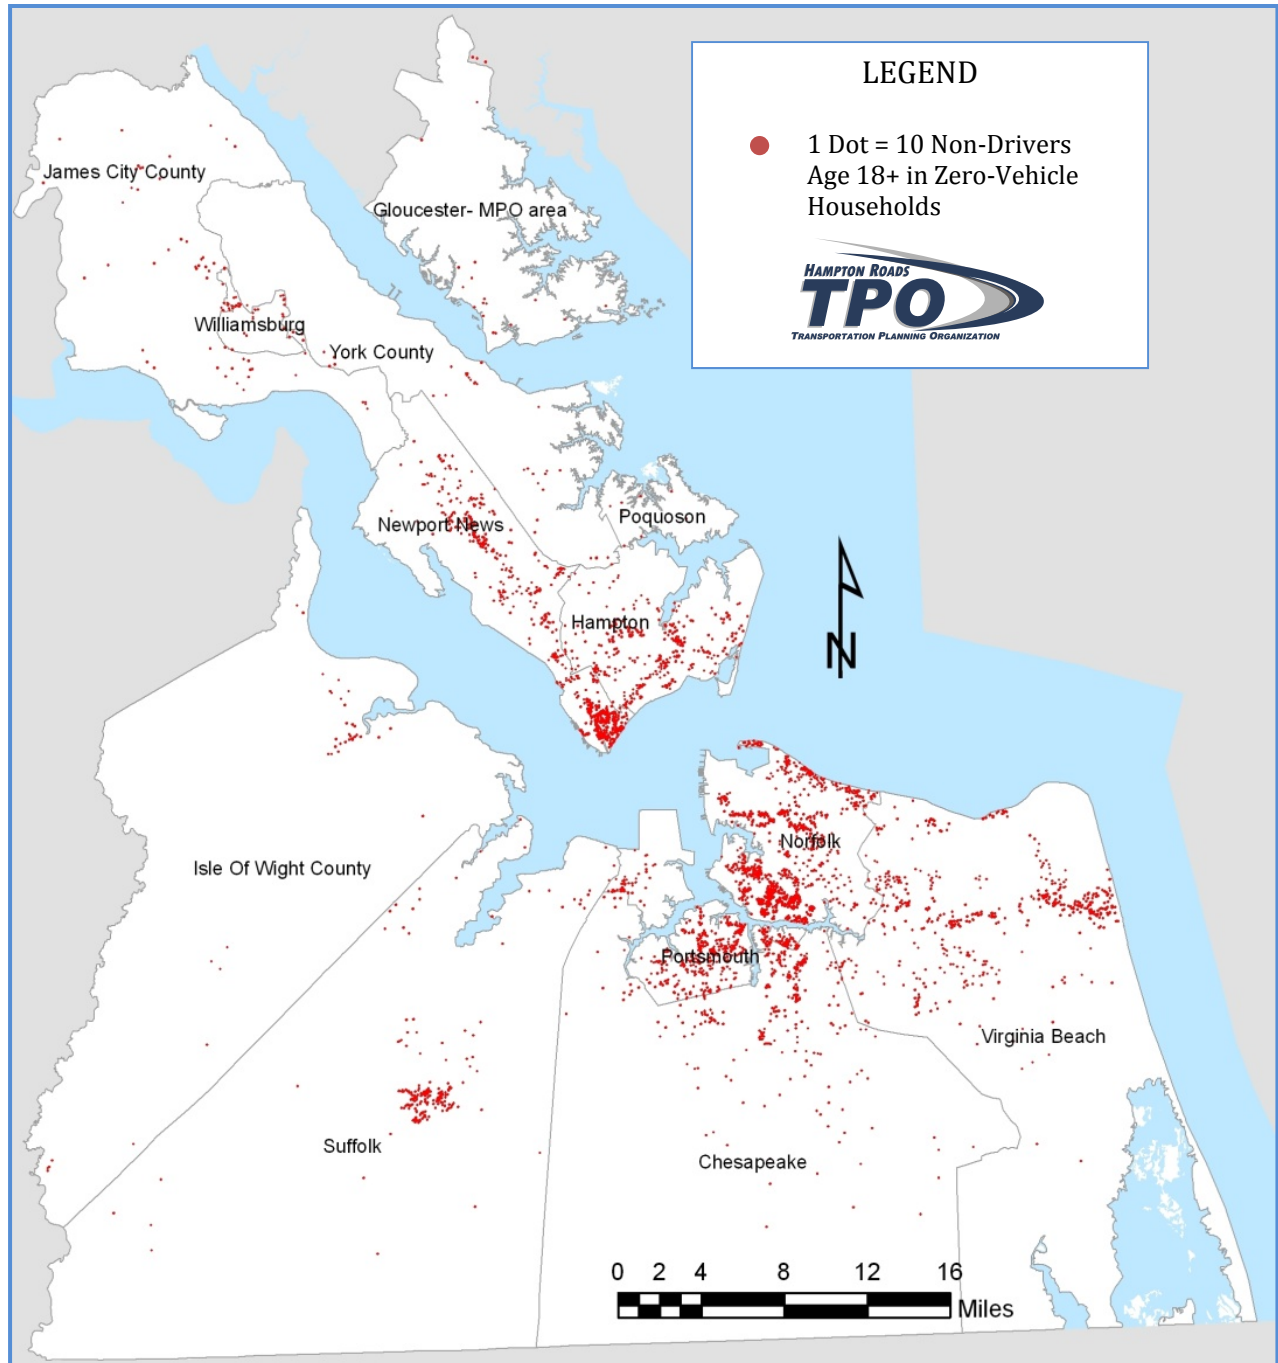 LEGEND
1 Dot = 10 Non-Drivers
Age 18+ in Zero-Vehicle
Households
HAMPTON ROADS
TPO
TRANSPORTATION PLANNING ORGANIZATION
James City County
Gloucester- MPO area
Williamsburg
York County
Newport News
Poquoson
Hampton
Norfolk
Isle Of Wight County
Portsmouth
Virginia Beach
Suffolk
Chesapeake
N
0 2 4 8 12 16
Miles